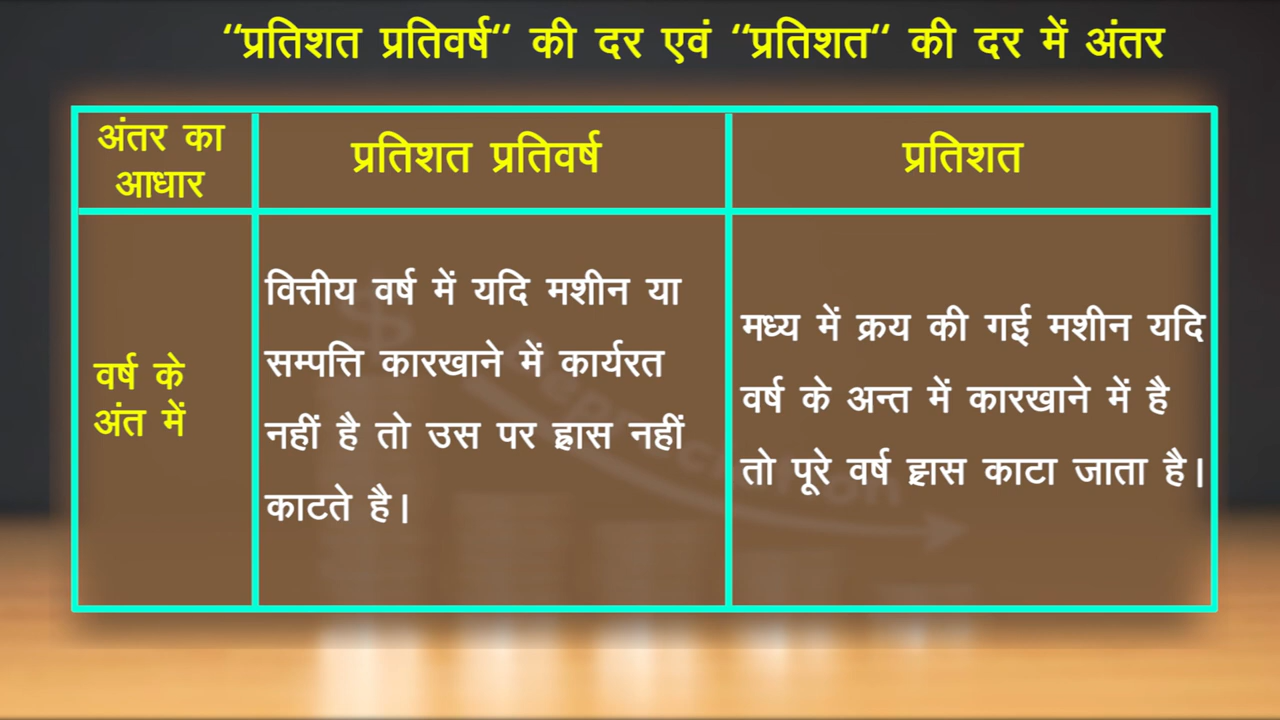 “प्रतिशत प्रतिवर्ष“ की दर एवं “प्रतिशत“ की दर में अंतर
अंतर का
आधार
प्रतिशत प्रतिवर्ष
प्रतिशत
वर्ष के
अंत में
वित्तीय वर्ष में यदि मशीन या
सम्पत्ति कारखाने में कार्यरत
नहीं है तो उस पर ह्रास नहीं
काटते है।
मध्य में क्रय की गई मशीन यदि
वर्ष के अन्त में कारखाने में है
तो पूरे वर्ष ह्रास काटा जाता है।
Depreciation
$